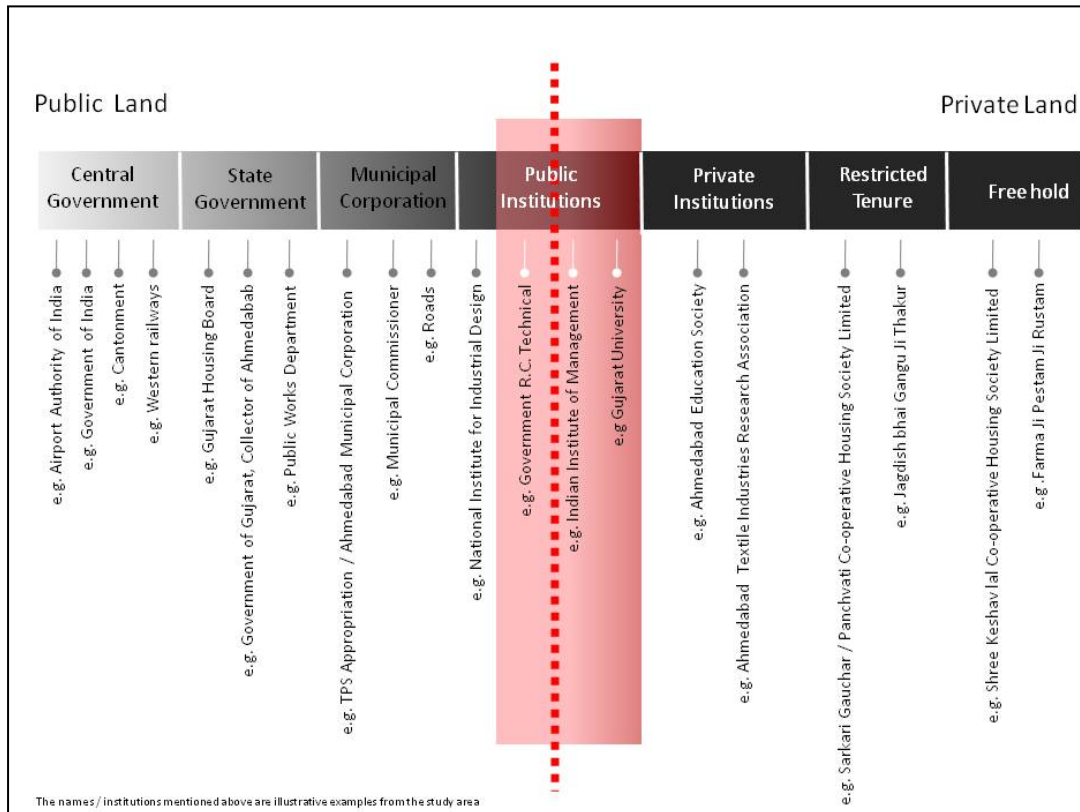 Public Land
Private Land
Central
Government
State
Government
Municipal
Corporation
Public
Institutions
Private
Institutions
Restricted
Tenure
Free hold
e.g. Airport Authority of India
e.g. Government of India
e.g. Cantonment
e.g. Western railways
e.g. Gujarat Housing Board
e.g. Government of Gujarat, Collector of Ahmedabab
e.g. Public Works Department
e.g. TPS Appropriation / Ahmedabad Municipal Corporation
e.g. Municipal Commissioner
e.g. Roads
e.g. National Institute for Industrial Design
e.g. Government R.C. Technical
e.g. Indian Institute of Management
e.g Gujarat University
e.g. Ahmedabad Education Society
e.g. Ahmedabad Textile Industries Research Association
e.g. Sarkari Gauchar / Panchvati Co-operative Housing Society Limited
e.g. Jagdish bhai Gangu Ji Thakur
e.g. Shree Keshav lal Co-operative Housing Society Limited
e.g .Farma Ji Pestam Ji Rustam
The names / institutions mentioned above are illustrative examples from the study area